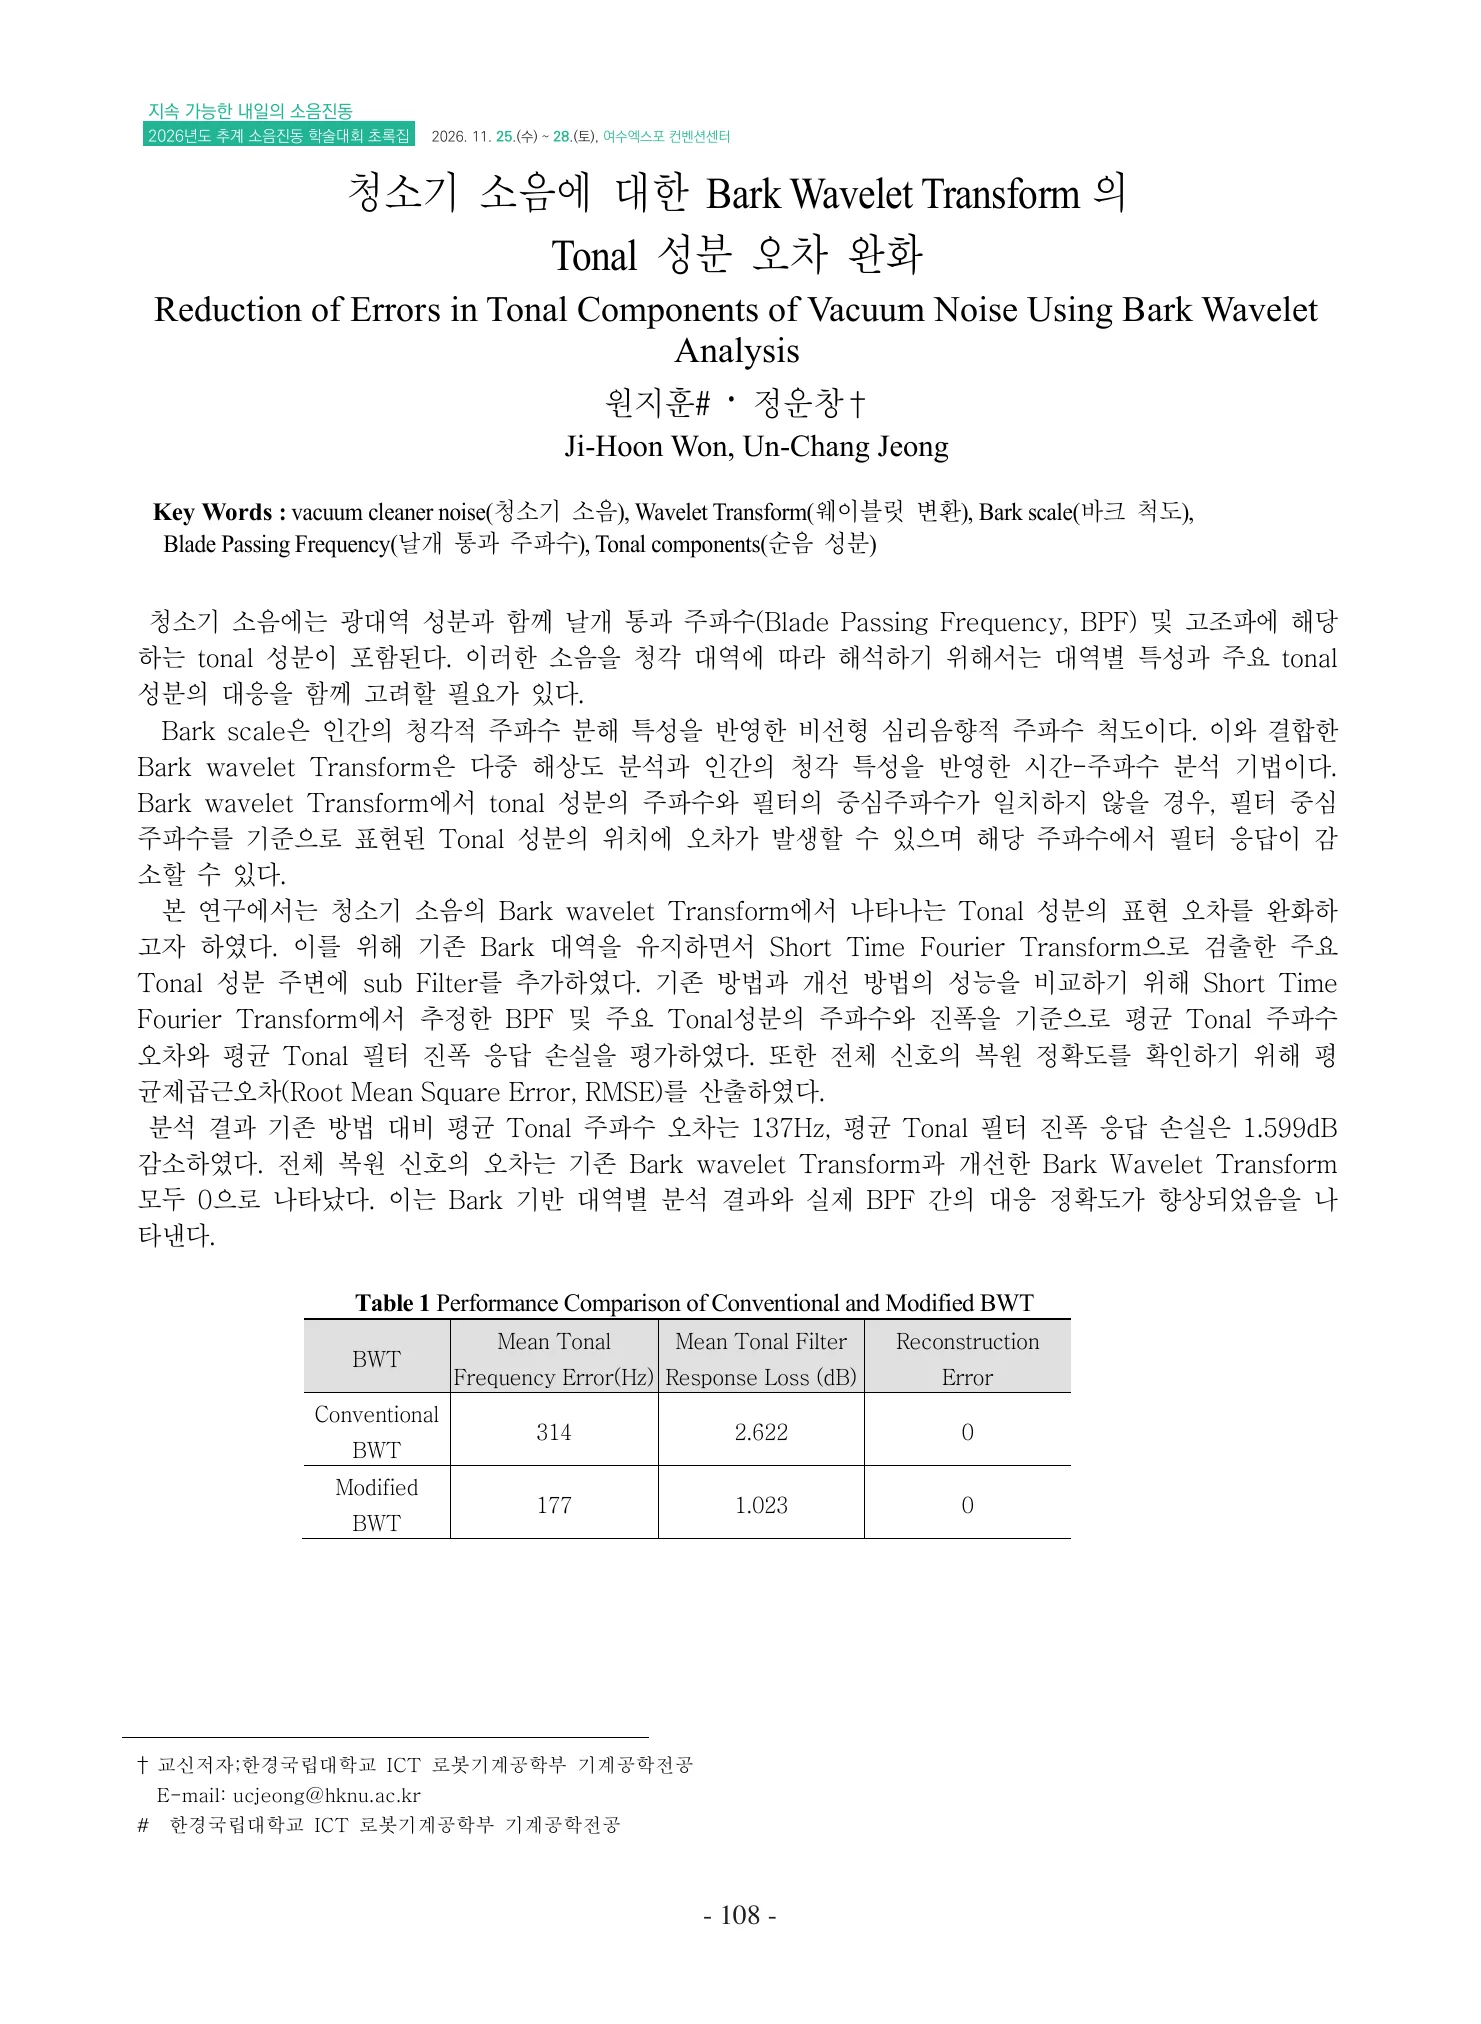 지속 가능한 내일의 소음진동
2026년도 추계 소음진동 학술대회 초록집 2026. 11. 25.(수) ~ 28.(토), 여수엑스포 컨벤션센터
청소기 소음에 대한 Bark Wavelet Transform 의
Tonal 성분 오차 완화
Reduction of Errors in Tonal Components of Vacuum Noise Using Bark Wavelet
Analysis
원지훈# · 정운창†
Ji-Hoon Won, Un-Chang Jeong
Key Words : vacuum cleaner noise(청소기 소음), Wavelet Transform(웨이블릿 변환), Bark scale(바크 척도),
Blade Passing Frequency(날개 통과 주파수), Tonal components(순음 성분)
청소기 소음에는 광대역 성분과 함께 날개 통과 주파수(Blade Passing Frequency, BPF) 및 고조파에 해당
하는 tonal 성분이 포함된다. 이러한 소음을 청각 대역에 따라 해석하기 위해서는 대역별 특성과 주요 tonal
성분의 대응을 함께 고려할 필요가 있다.
Bark scale은 인간의 청각적 주파수 분해 특성을 반영한 비선형 심리음향적 주파수 척도이다. 이와 결합한
Bark wavelet Transform은 다중 해상도 분석과 인간의 청각 특성을 반영한 시간-주파수 분석 기법이다.
Bark wavelet Transform에서 tonal 성분의 주파수와 필터의 중심주파수가 일치하지 않을 경우, 필터 중심
주파수를 기준으로 표현된 Tonal 성분의 위치에 오차가 발생할 수 있으며 해당 주파수에서 필터 응답이 감
소할 수 있다.
본 연구에서는 청소기 소음의 Bark wavelet Transform에서 나타나는 Tonal 성분의 표현 오차를 완화하
고자 하였다. 이를 위해 기존 Bark 대역을 유지하면서 Short Time Fourier Transform으로 검출한 주요
Tonal 성분 주변에 sub Filter를 추가하였다. 기존 방법과 개선 방법의 성능을 비교하기 위해 Short Time
Fourier Transform에서 추정한 BPF 및 주요 Tonal성분의 주파수와 진폭을 기준으로 평균 Tonal 주파수
오차와 평균 Tonal 필터 진폭 응답 손실을 평가하였다. 또한 전체 신호의 복원 정확도를 확인하기 위해 평
균제곱근오차(Root Mean Square Error, RMSE)를 산출하였다.
분석 결과 기존 방법 대비 평균 Tonal 주파수 오차는 137Hz, 평균 Tonal 필터 진폭 응답 손실은 1.599dB
감소하였다. 전체 복원 신호의 오차는 기존 Bark wavelet Transform과 개선한 Bark Wavelet Transform
모두 0으로 나타났다. 이는 Bark 기반 대역별 분석 결과와 실제 BPF 간의 대응 정확도가 향상되었음을 나
타낸다.
Table 1 Performance Comparison of Conventional and Modified BWT
BWT Mean Tonal Frequency Error(Hz) Mean Tonal Filter Response Loss (dB) Reconstruction Error
Conventional BWT 314 2.622 0
Modified BWT 177 1.023 0
† 교신저자;한경국립대학교 ICT 로봇기계공학부 기계공학전공
E-mail: ucjeong@hknu.ac.kr
# 한경국립대학교 ICT 로봇기계공학부 기계공학전공
- 108 -